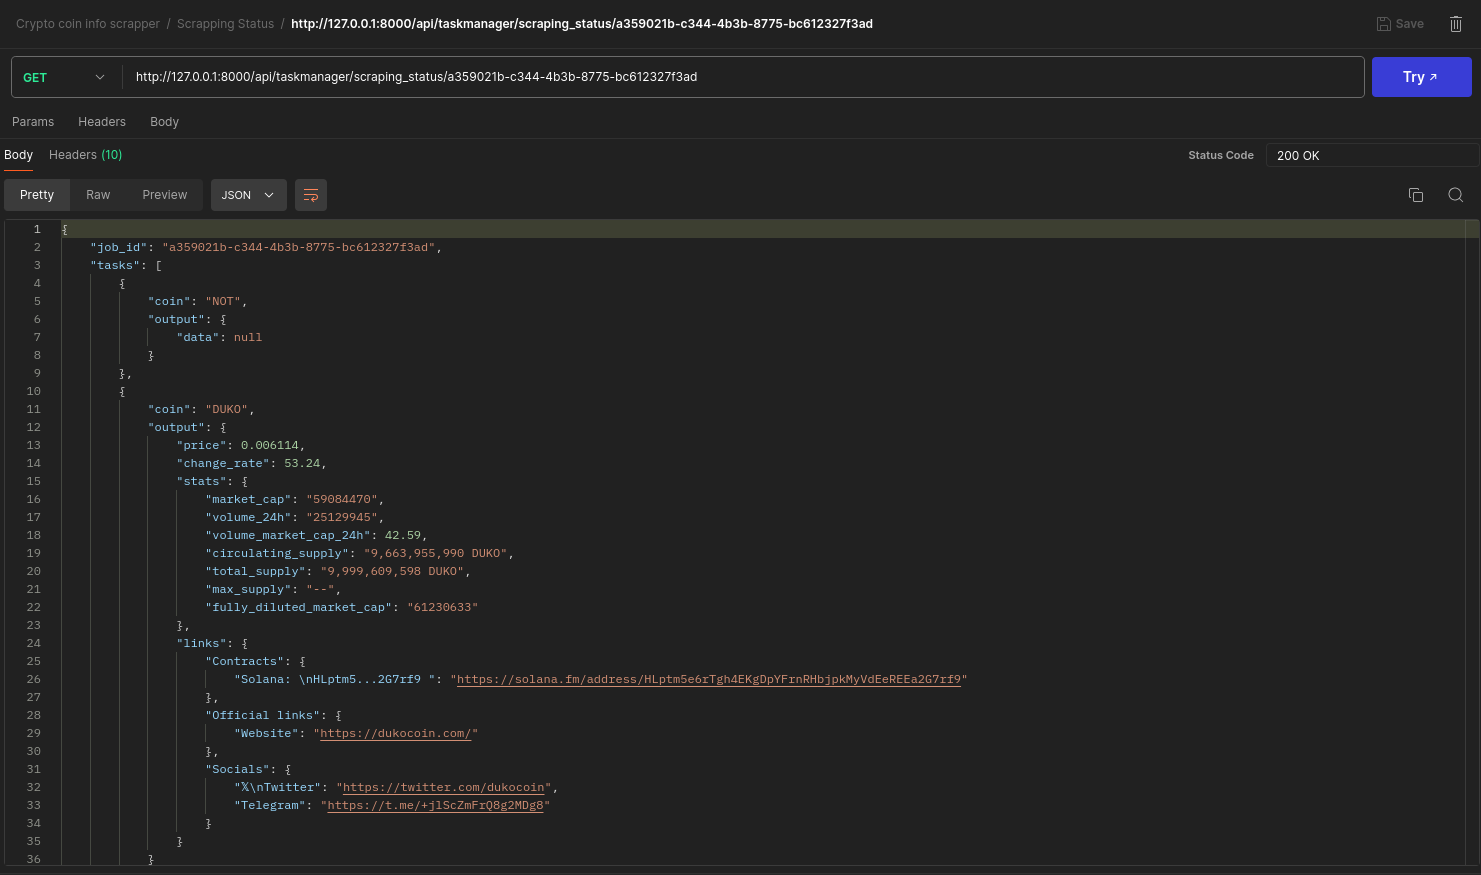 Crypto coin info scrapper / Scrapping Status / http://127.0.0.1:8000/api/taskmanager/scraping_status/a359021b-c344-4b3b-8775-bc612327f3ad
Save
GET
http://127.0.0.1:8000/api/taskmanager/scraping_status/a359021b-c344-4b3b-8775-bc612327f3ad
Try ↗
Params Headers Body
Body Headers (10)
Status Code 200 OK
Pretty Raw Preview JSON
1 {
2 "job_id": "a359021b-c344-4b3b-8775-bc612327f3ad",
3 "tasks": [
4 {
5 "coin": "NOT",
6 "output": {
7 "data": null
8 }
9 },
10 {
11 "coin": "DUKO",
12 "output": {
13 "price": 0.006114,
14 "change_rate": 53.24,
15 "stats": {
16 "market_cap": "59084470",
17 "volume_24h": "25129945",
18 "volume_market_cap_24h": 42.59,
19 "circulating_supply": "9,663,955,990 DUKO",
20 "total_supply": "9,999,609,598 DUKO",
21 "max_supply": "--",
22 "fully_diluted_market_cap": "61230633"
23 },
24 "links": {
25 "Contracts": {
26 "Solana: \nHLptm5...2G7rf9 ": "https://solana.fm/address/HLptm5e6rTgh4EKgDpYFrnRHbjpkMyVdEeREEa2G7rf9"
27 },
28 "Official links": {
29 "Website": "https://dukocoin.com/"
30 },
31 "Socials": {
32 "𝕏\nTwitter": "https://twitter.com/dukocoin",
33 "Telegram": "https://t.me/+jlScZmFrQ8g2MDg8"
34 }
35 }
36 }